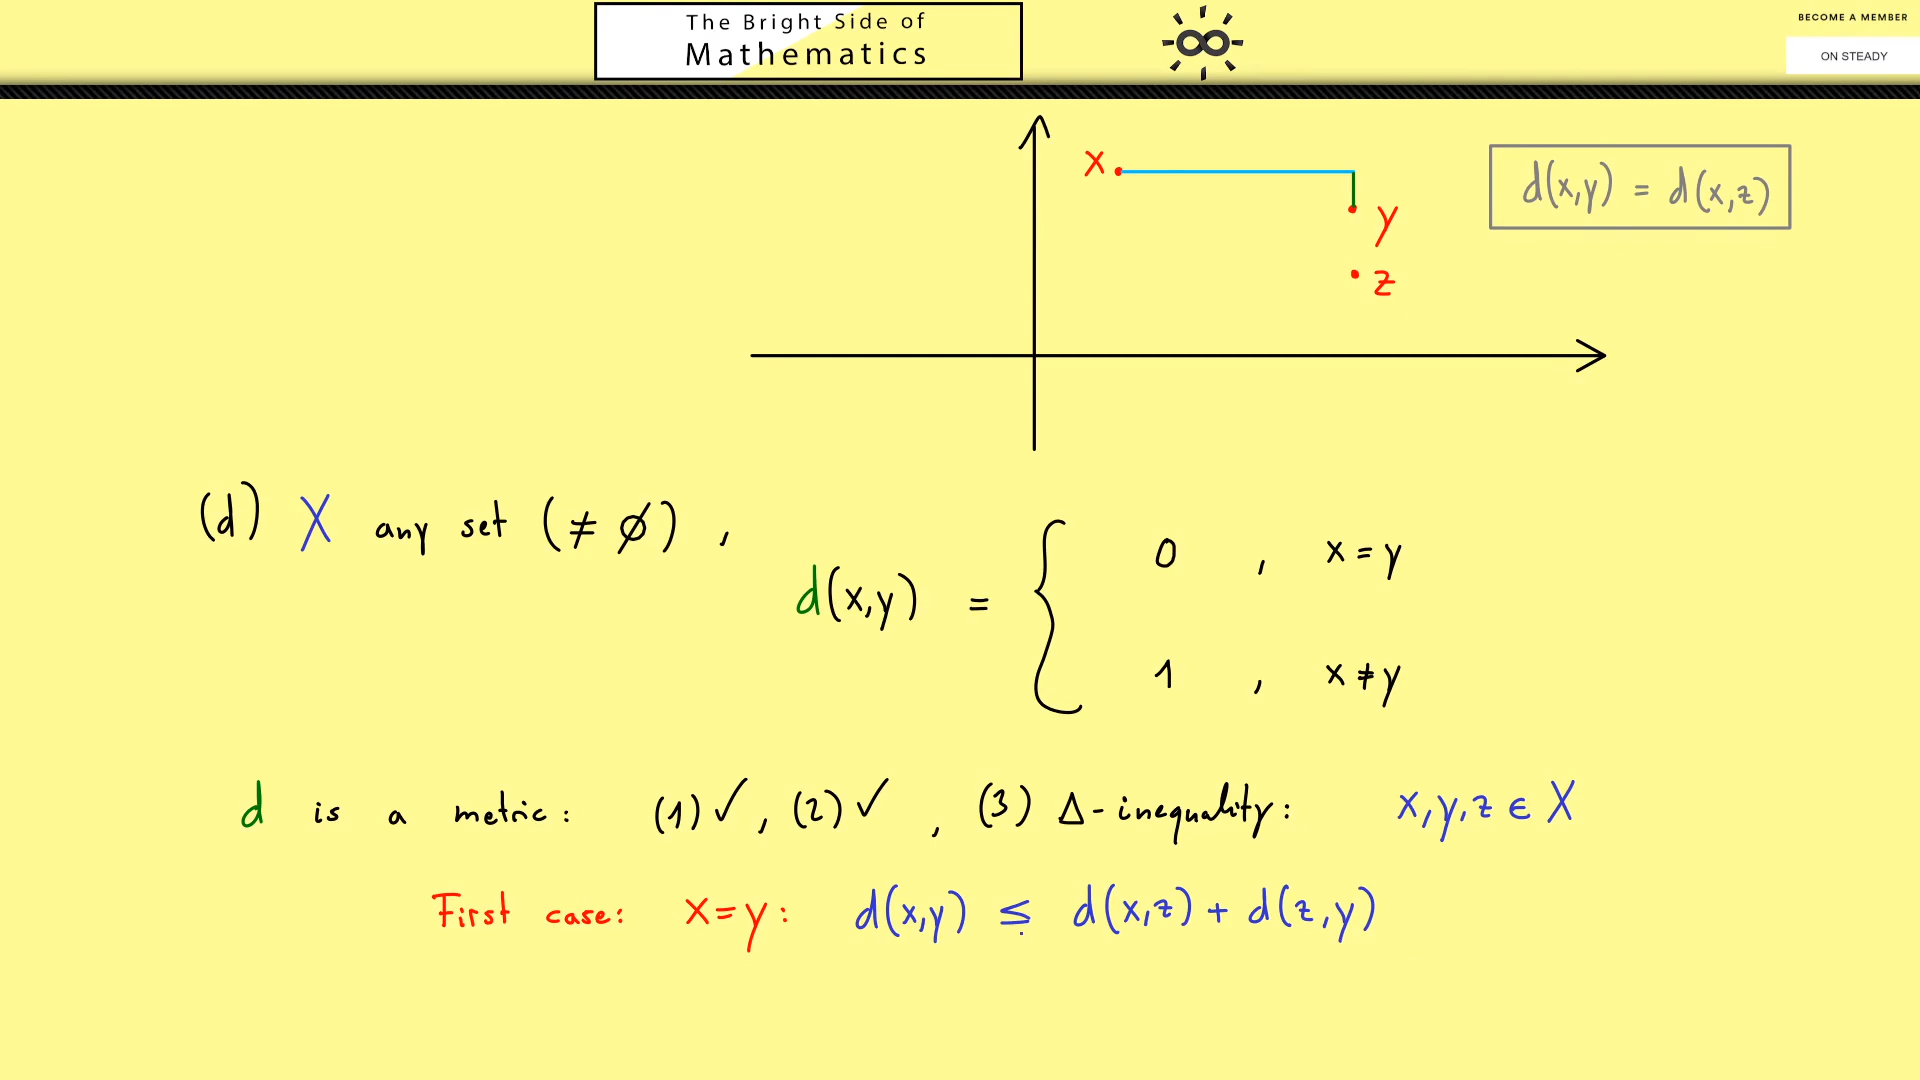 The Bright Side of
Mathematics
BECOME A MEMBER
ON STEADY
x
y
z
d(x,y) = d(x,z)
(d) X any set (≠ ∅) ,
d(x,y) = { 0 , x = y
1 , x ≠ y
d is a metric: (1) ✓ , (2) ✓ , (3) Δ-inequality: x,y,z ∈ X
First case: x=y: d(x,y) ≤ d(x,z) + d(z,y)